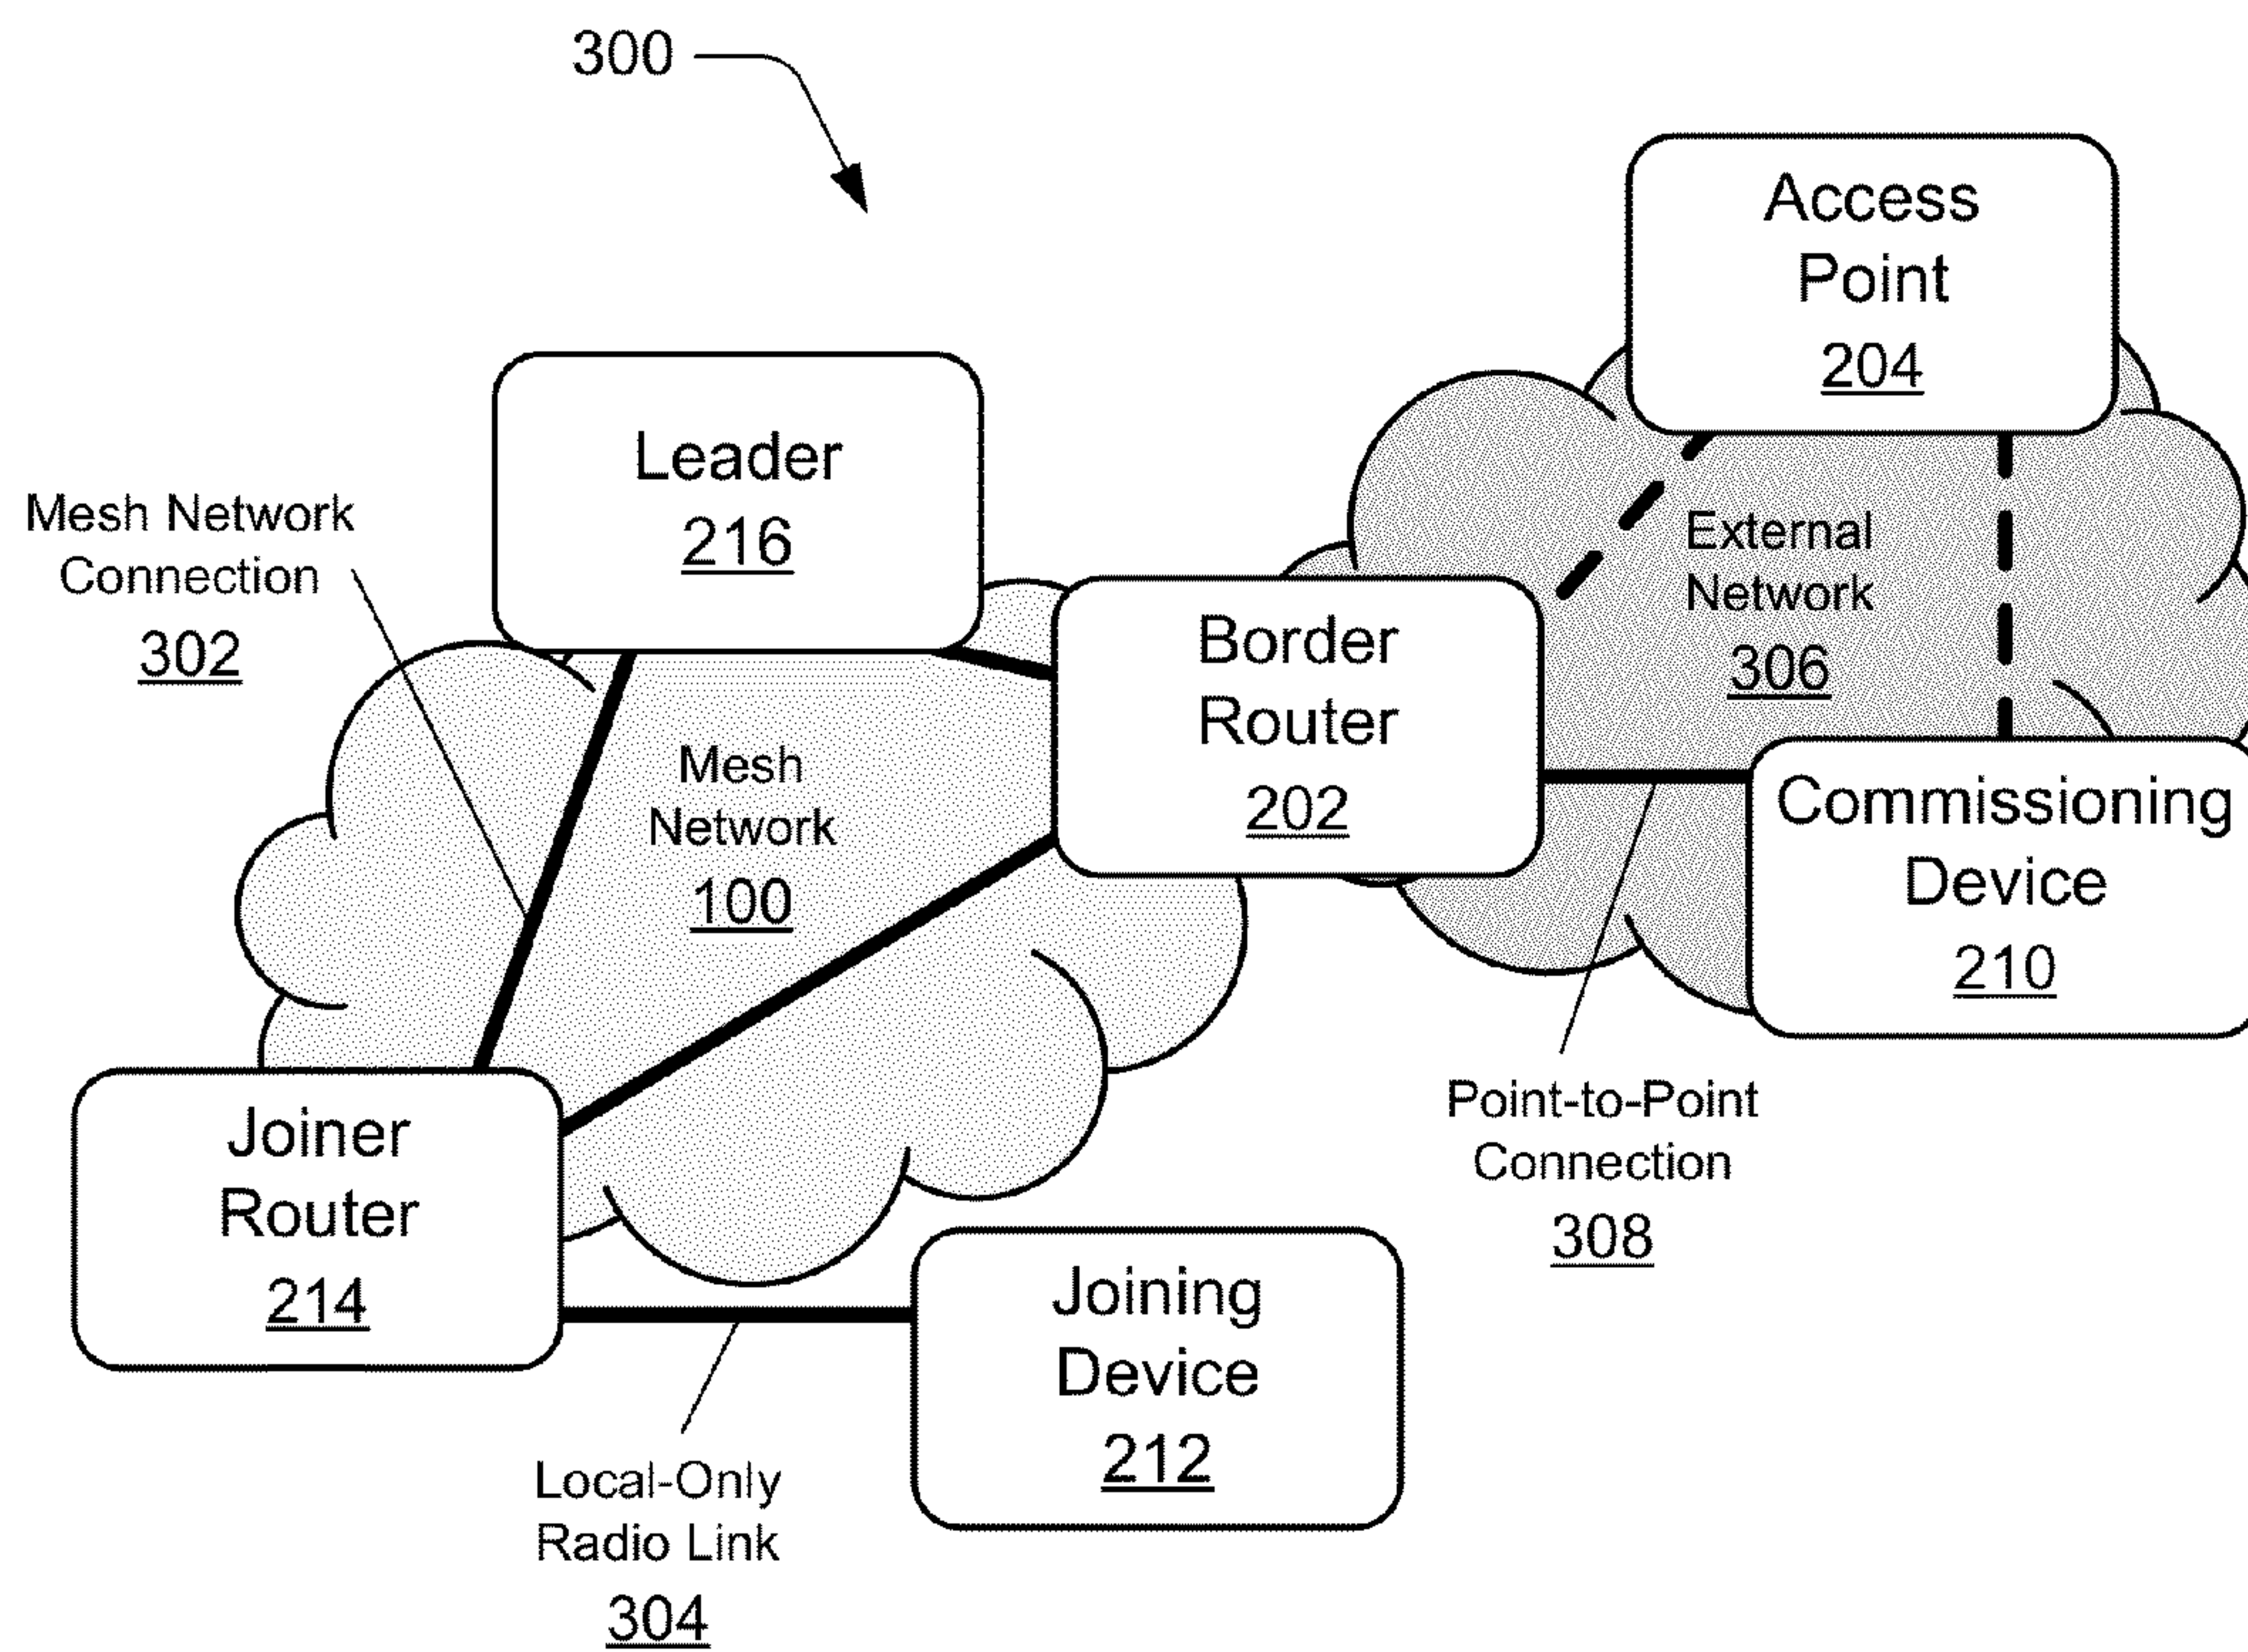 300
Access
Point
204
Leader
216
Mesh Network
Connection
302
External
Network
306
Border
Router
202
Mesh
Network
100
Commissioning
Device
210
Point-to-Point
Connection
308
Joiner
Router
214
Joining
Device
212
Local-Only
Radio Link
304